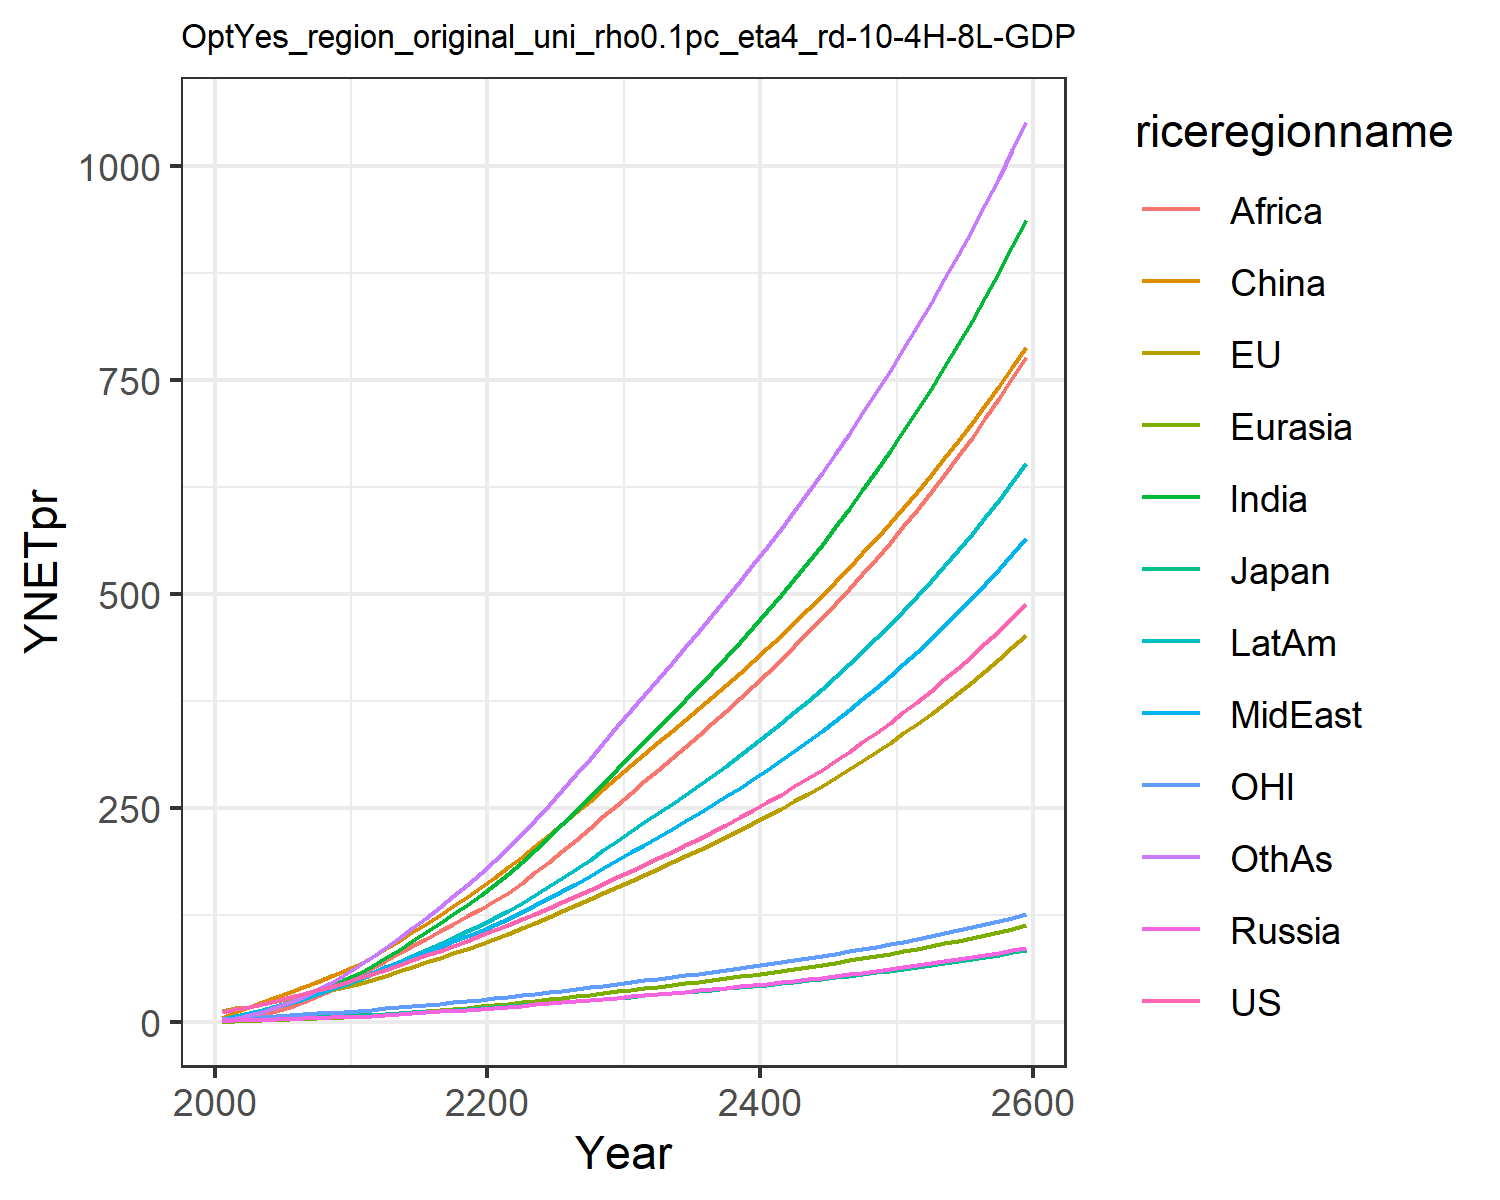 OptYes_region_original_uni_rho0.1pc_eta4_rd-10-4H-8L-GDP
YNETpr
1000
750
500
250
0
2000 2200 2400 2600
Year
riceregionname
Africa
China
EU
Eurasia
India
Japan
LatAm
MidEast
OHI
OthAs
Russia
US